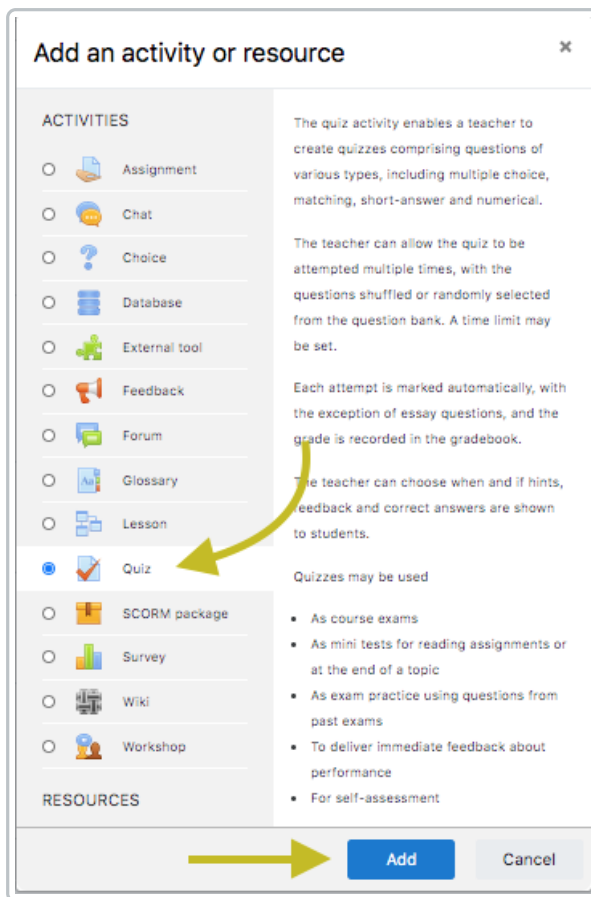 Add an activity or resource
×
ACTIVITIES
Assignment
Chat
Choice
Database
External tool
Feedback
Forum
Aa
Glossary
Lesson
Quiz
SCORM package
Survey
Wiki
Workshop
RESOURCES
The quiz activity enables a teacher to
create quizzes comprising questions of
various types, including multiple choice,
matching, short-answer and numerical.
The teacher can allow the quiz to be
attempted multiple times, with the
questions shuffled or randomly selected
from the question bank. A time limit may
be set.
Each attempt is marked automatically, with
the exception of essay questions, and the
grade is recorded in the gradebook.
The teacher can choose when and if hints,
feedback and correct answers are shown
to students.
Quizzes may be used
• As course exams
• As mini tests for reading assignments or
at the end of a topic
• As exam practice using questions from
past exams
• To deliver immediate feedback about
performance
• For self-assessment
Add
Cancel